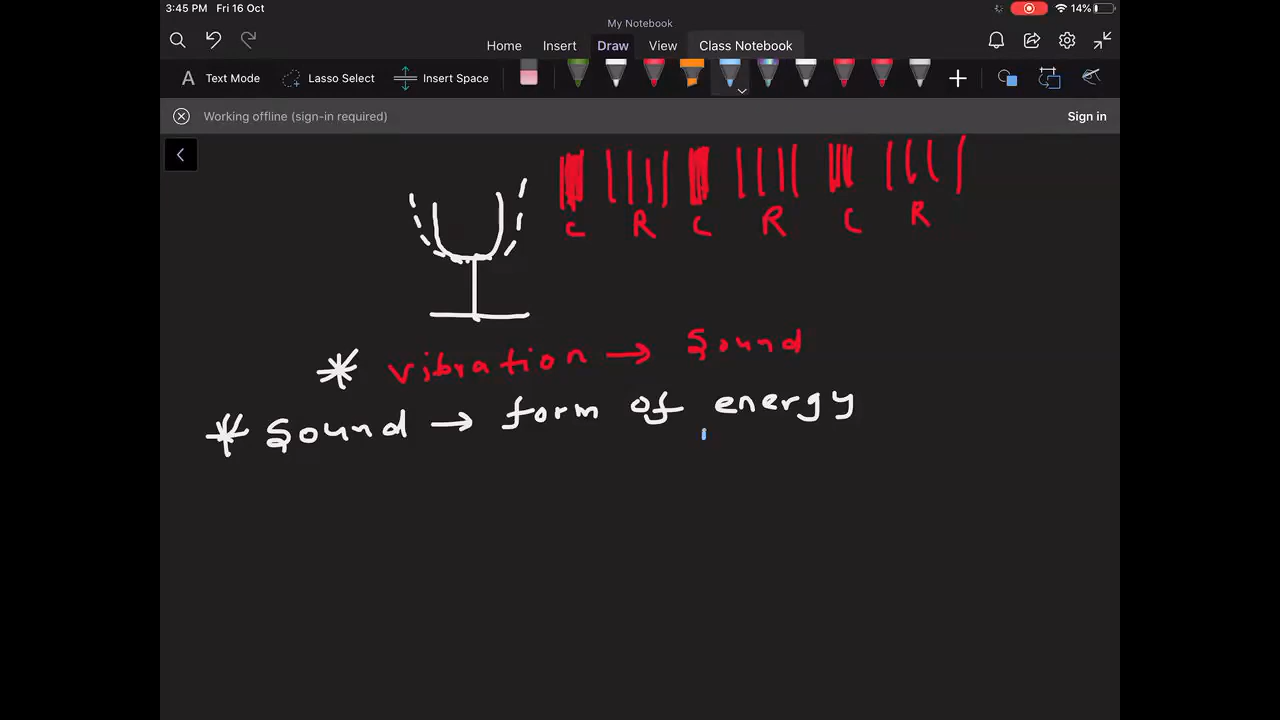 3:45 PM Fri 16 Oct 14%
My Notebook
Home Insert Draw View Class Notebook
A Text Mode Lasso Select Insert Space
Working offline (sign-in required) Sign in
C R C R C R
* vibration → Sound
* Sound → form of energy